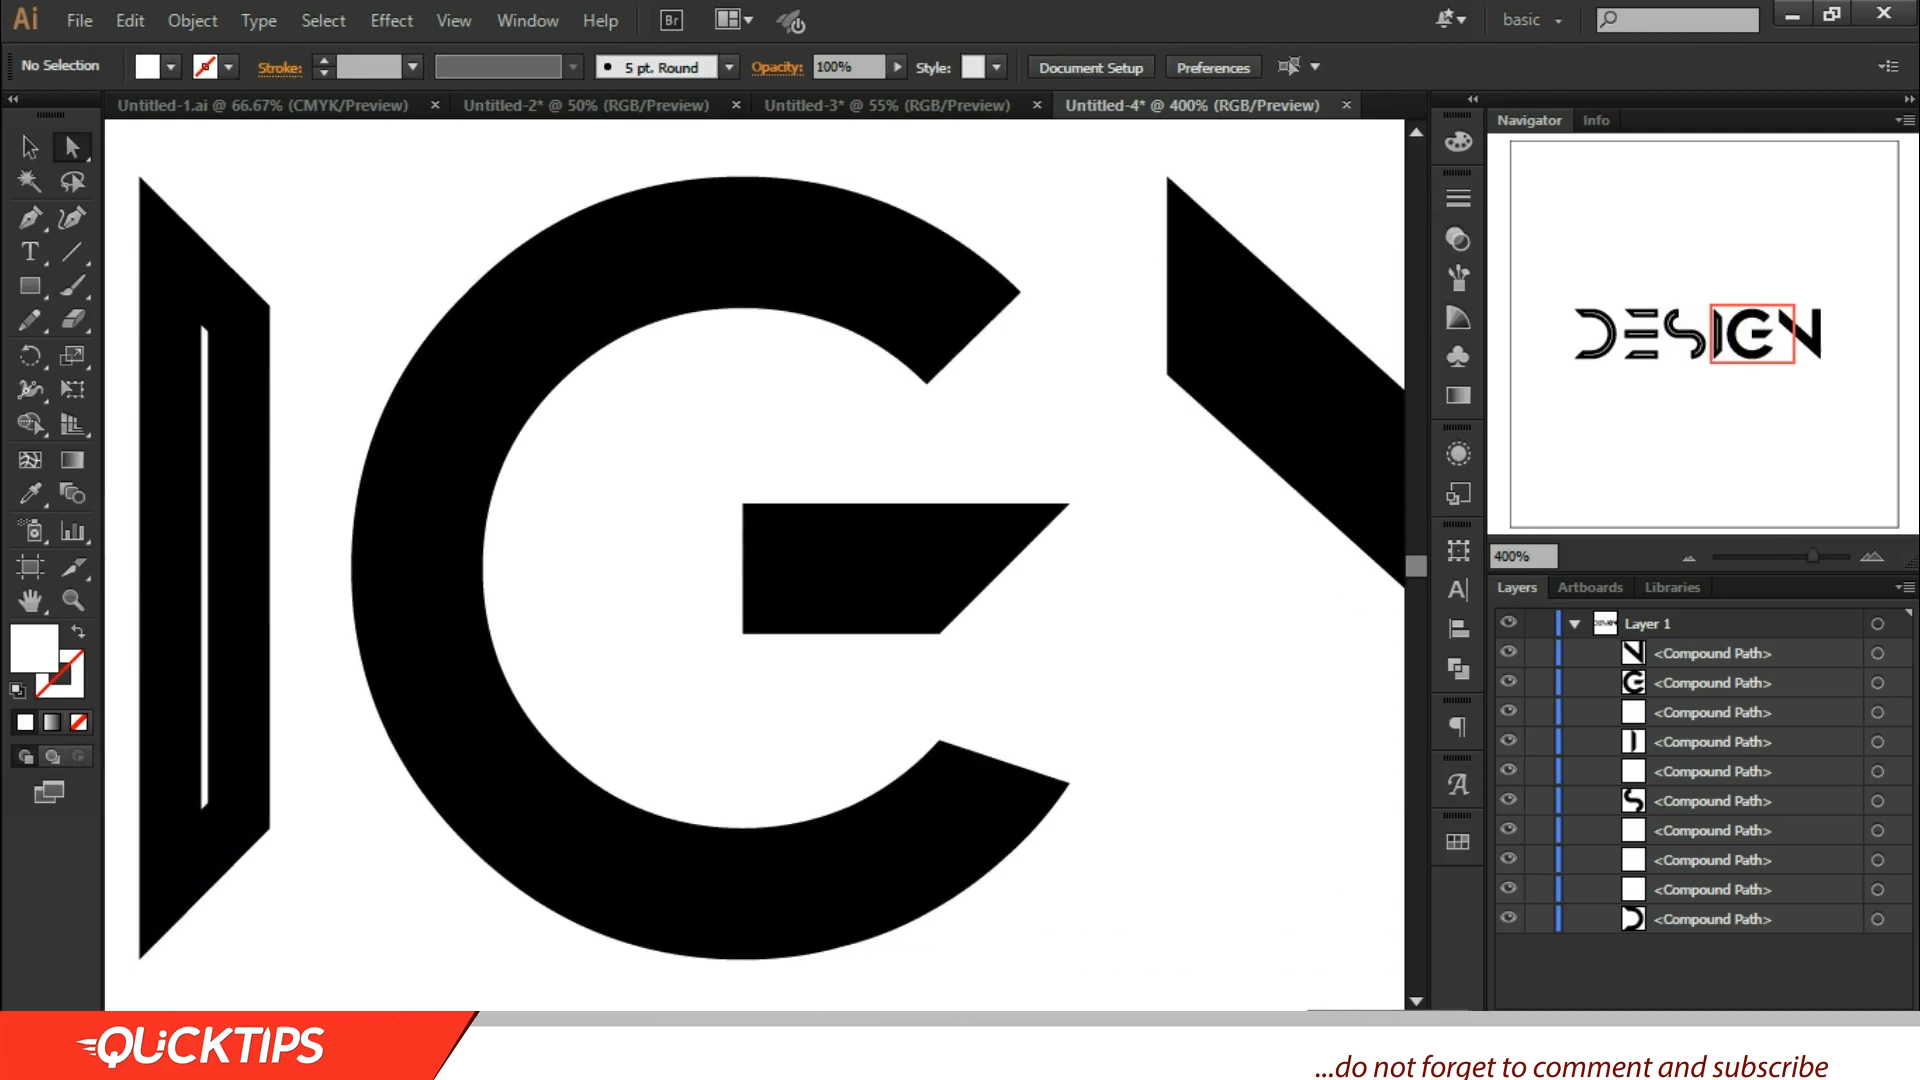 Ai File Edit Object Type Select Effect View Window Help Br basic
No Selection Stroke: 5 pt. Round Opacity: 100% Style: Document Setup Preferences
Untitled-1.ai @ 66.67% (CMYK/Preview) Untitled-2* @ 50% (RGB/Preview) Untitled-3* @ 55% (RGB/Preview) Untitled-4* @ 400% (RGB/Preview)
Navigator Info
IGN
DESIGN
400%
Layers Artboards Libraries
Layer 1
<Compound Path>
<Compound Path>
<Compound Path>
<Compound Path>
<Compound Path>
<Compound Path>
<Compound Path>
<Compound Path>
<Compound Path>
<Compound Path>
QUICKTIPS
...do not forget to comment and subscribe